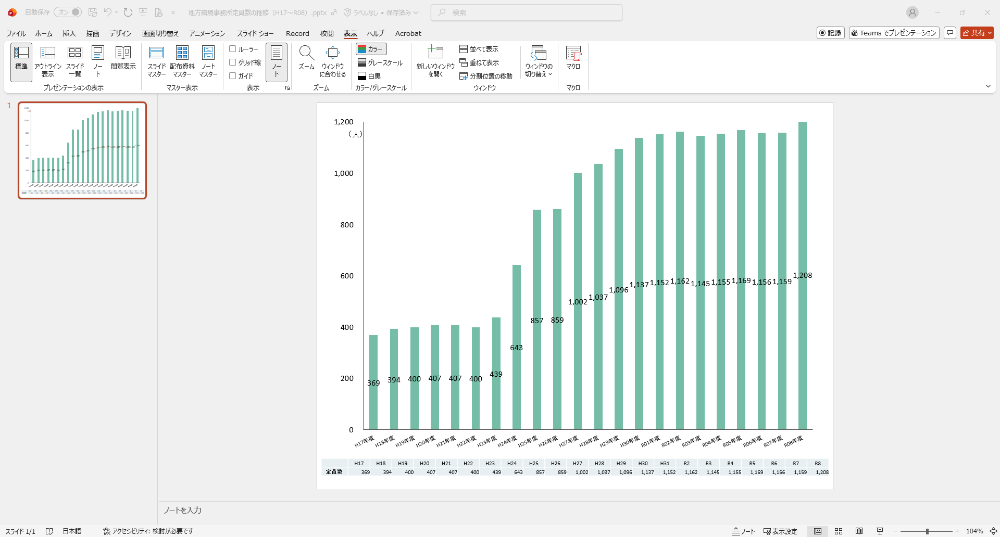 自動保存 オン 地方環境事務所定員数の推移（H17～R08）.pptx ラベルなし • 保存済み 検索
ファイル ホーム 挿入 描画 デザイン 画面切り替え アニメーション スライド ショー Record 校閲 表示 ヘルプ Acrobat 記録 Teams でプレゼンテーション 共有
標準 アウトライン表示 スライド一覧 ノート 閲覧表示
プレゼンテーションの表示
スライドマスター 配布資料マスター ノートマスター
マスター表示
ルーラー
グリッド線
ガイド
ノート
表示
ズーム ウィンドウに合わせる
ズーム
カラー
グレースケール
白黒
カラー/グレースケール
新しいウィンドウを開く
並べて表示
重ねて表示
分割位置の移動
ウィンドウの切り替え
ウィンドウ
マクロ
マクロ
1
1,200
（人）
1,000
800
600
400
200
0
369 394 400 407 407 400 439 643 857 859 1,002 1,037 1,096 1,137 1,152 1,162 1,145 1,155 1,169 1,156 1,159 1,208
H17年度 H18年度 H19年度 H20年度 H21年度 H22年度 H23年度 H24年度 H25年度 H26年度 H27年度 H28年度 H29年度 H30年度 R01年度 R02年度 R03年度 R04年度 R05年度 R06年度 R07年度 R08年度
H17 H18 H19 H20 H21 H22 H23 H24 H25 H26 H27 H28 H29 H30 H31 R2 R3 R4 R5 R6 R7 R8
定員数 369 394 400 407 407 400 439 643 857 859 1,002 1,037 1,096 1,137 1,152 1,162 1,145 1,155 1,169 1,156 1,159 1,208
ノートを入力
スライド 1/1 日本語 アクセシビリティ: 検討が必要です ノート 表示設定 104%